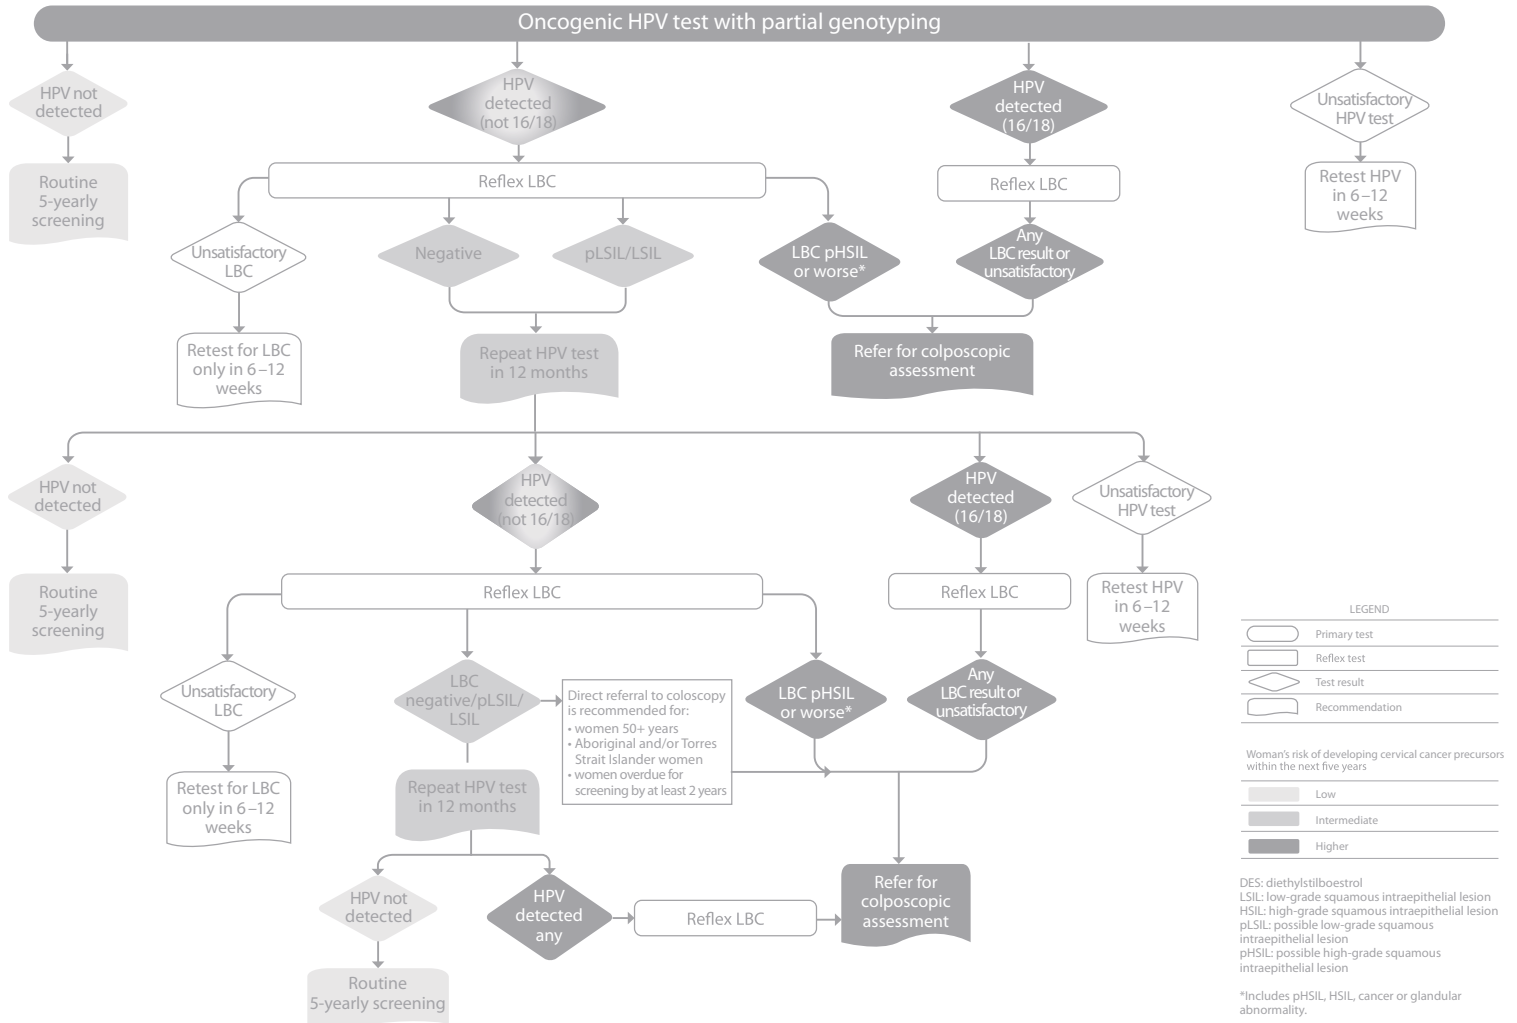 Oncogenic HPV test with partial genotyping
HPV not
detected
HPV
detected
(not 16/18)
HPV
detected
(16/18)
Unsatisfactory
HPV test
Routine
5-yearly
screening
Reflex LBC
Reflex LBC
Retest HPV
in 6–12
weeks
Unsatisfactory
LBC
Negative
pLSIL/LSIL
LBC pHSIL
or worse*
Any
LBC result or
unsatisfactory
Retest for LBC
only in 6–12
weeks
Repeat HPV test
in 12 months
Refer for colposcopic
assessment
HPV not
detected
HPV
detected
(not 16/18)
HPV
detected
(16/18)
Unsatisfactory
HPV test
Routine
5-yearly
screening
Reflex LBC
Reflex LBC
Retest HPV
in 6–12
weeks
Unsatisfactory
LBC
LBC
negative/pLSIL/
LSIL
Direct referral to coloscopy
is recommended for:
• women 50+ years
• Aboriginal and/or Torres
Strait Islander women
• women overdue for
screening by at least 2 years
LBC pHSIL
or worse*
Any
LBC result or
unsatisfactory
Retest for LBC
only in 6–12
weeks
Repeat HPV test
in 12 months
HPV not
detected
HPV
detected
any
Reflex LBC
Refer for
colposcopic
assessment
Routine
5-yearly screening
LEGEND
Primary test
Reflex test
Test result
Recommendation
Woman's risk of developing cervical cancer precursors
within the next five years
Low
Intermediate
Higher
DES: diethylstilboestrol
LSIL: low-grade squamous intraepithelial lesion
HSIL: high-grade squamous intraepithelial lesion
pLSIL: possible low-grade squamous
intraepithelial lesion
pHSIL: possible high-grade squamous
intraepithelial lesion
*Includes pHSIL, HSIL, cancer or glandular
abnormality.